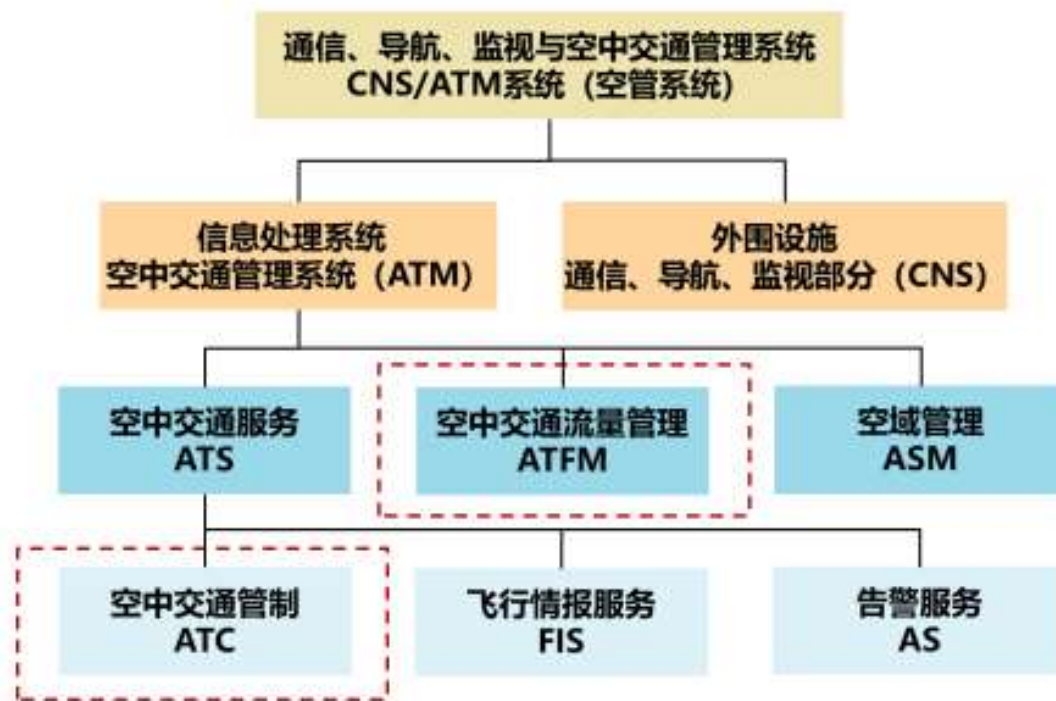 通信、导航、监视与空中交通管理系统
CNS/ATM系统（空管系统）
信息处理系统
空中交通管理系统（ATM）
外围设施
通信、导航、监视部分（CNS）
空中交通服务
ATS
空中交通流量管理
ATFM
空域管理
ASM
空中交通管制
ATC
飞行情报服务
FIS
告警服务
AS